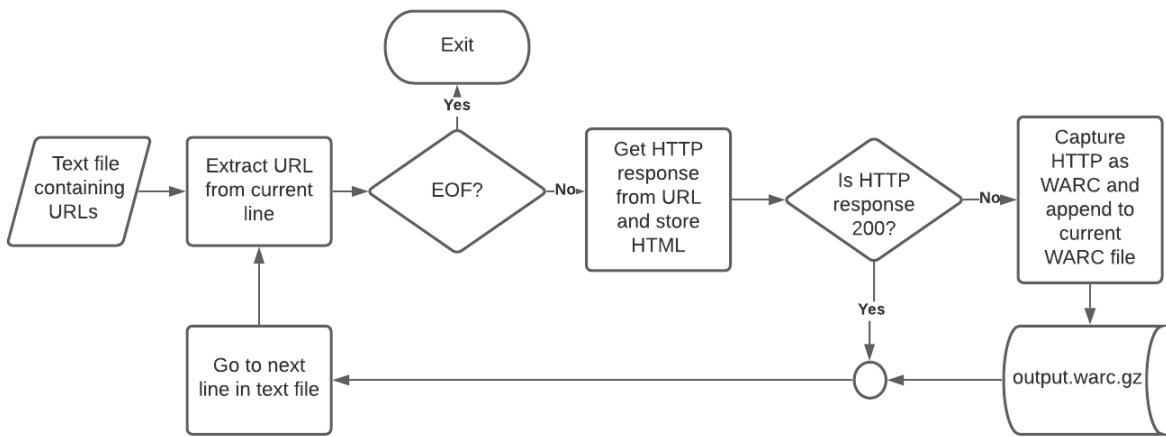 Exit
Yes
Text file
containing
URLs
Extract URL
from current
line
EOF?
No
Get HTTP
response
from URL
and store
HTML
Is HTTP
response
200?
No
Capture
HTTP as
WARC and
append to
current
WARC file
Yes
Go to next
line in text file
output.warc.gz